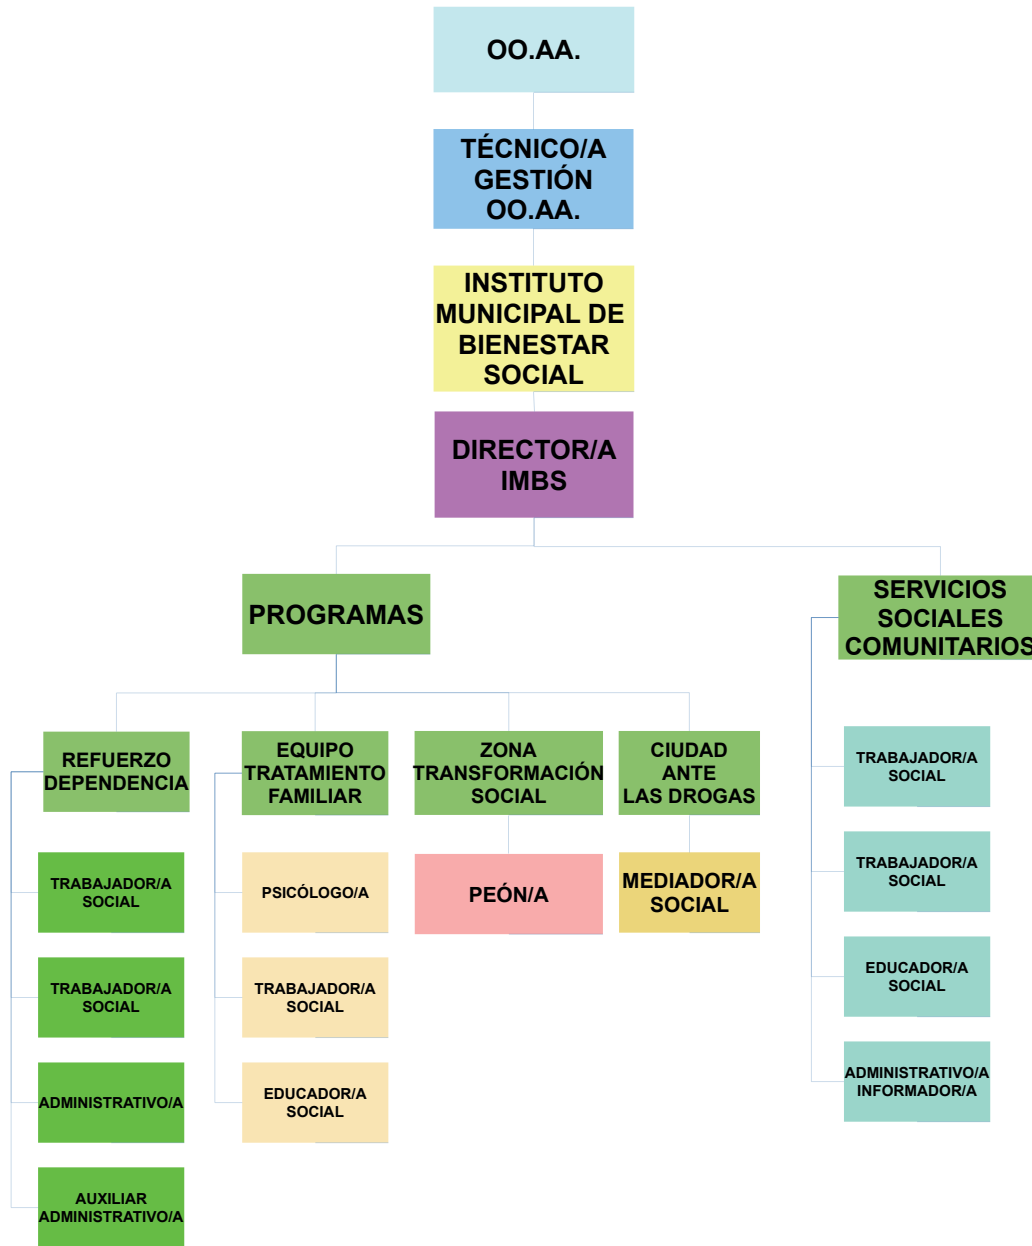 OO.AA.
TÉCNICO/A
GESTIÓN
OO.AA.
INSTITUTO
MUNICIPAL DE
BIENESTAR
SOCIAL
DIRECTOR/A
IMBS
PROGRAMAS
SERVICIOS
SOCIALES
COMUNITARIOS
REFUERZO
DEPENDENCIA
EQUIPO
TRATAMIENTO
FAMILIAR
ZONA
TRANSFORMACIÓN
SOCIAL
CIUDAD
ANTE
LAS DROGAS
TRABAJADOR/A
SOCIAL
TRABAJADOR/A
SOCIAL
ADMINISTRATIVO/A
AUXILIAR
ADMINISTRATIVO/A
PSICÓLOGO/A
TRABAJADOR/A
SOCIAL
EDUCADOR/A
SOCIAL
PEÓN/A
MEDIADOR/A
SOCIAL
TRABAJADOR/A
SOCIAL
TRABAJADOR/A
SOCIAL
EDUCADOR/A
SOCIAL
ADMINISTRATIVO/A
INFORMADOR/A